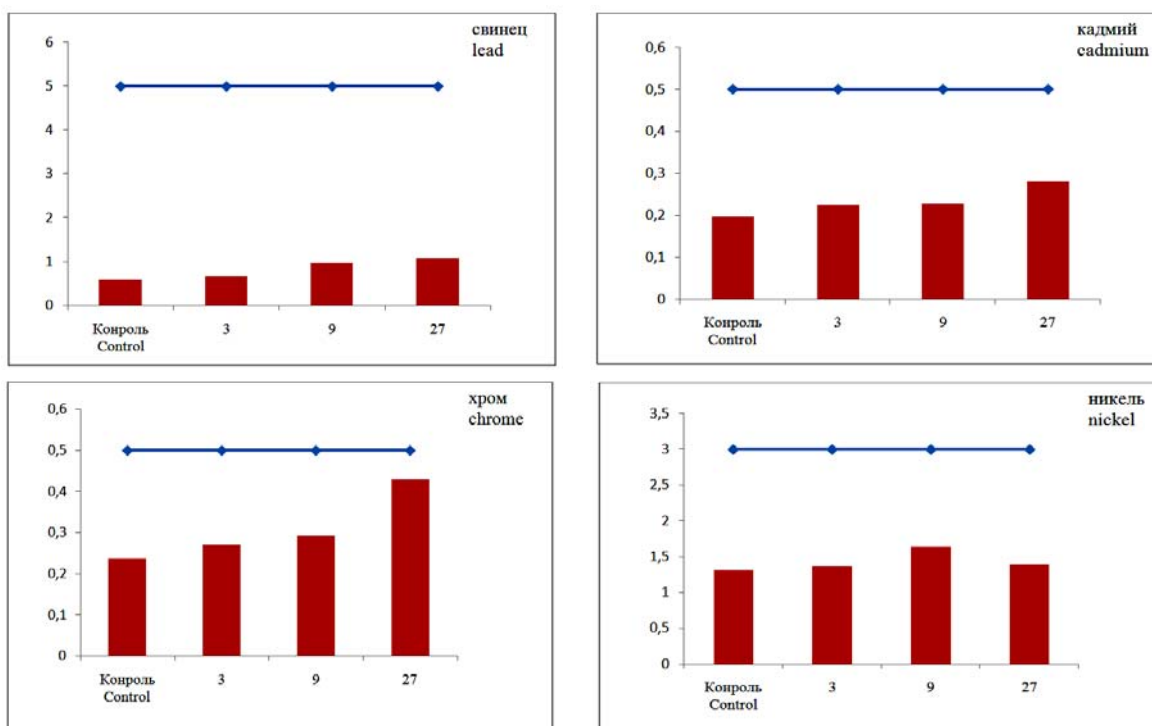 свинец
lead
6
5
4
3
2
1
0
Конроль
Control
3
9
27
кадмий
cadmium
0,6
0,5
0,4
0,3
0,2
0,1
0
Конроль
Control
3
9
27
хром
chrome
0,6
0,5
0,4
0,3
0,2
0,1
0
Конроль
Control
3
9
27
никель
nickel
3,5
3
2,5
2
1,5
1
0,5
0
Конроль
Control
3
9
27